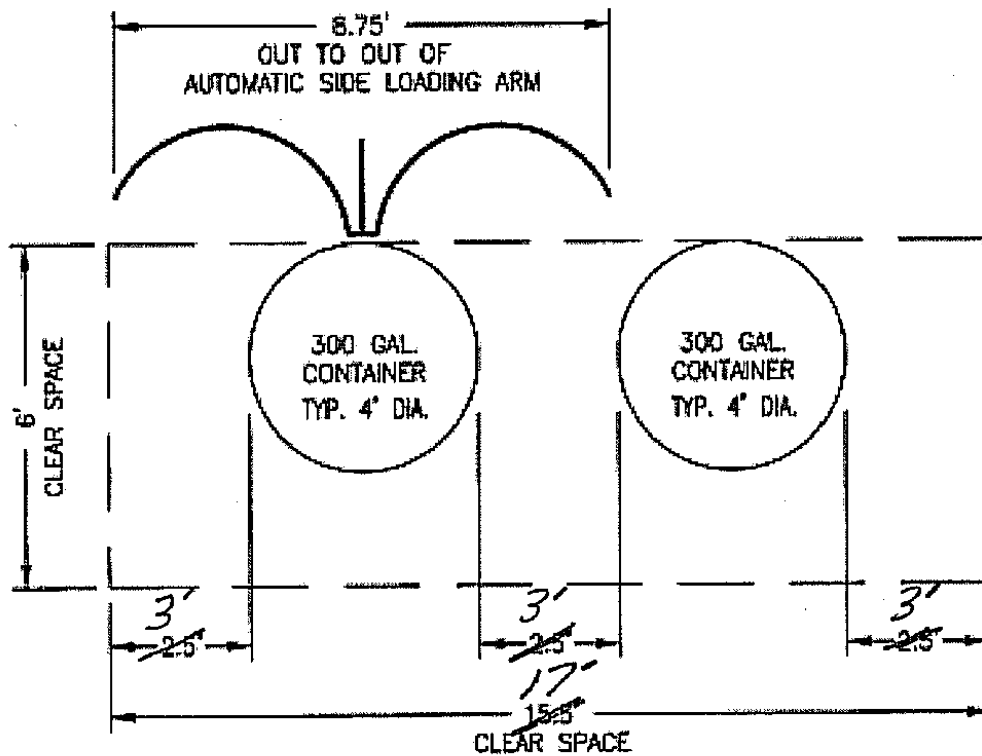 8.75'
OUT TO OUT OF
AUTOMATIC SIDE LOADING ARM
6'
CLEAR SPACE
300 GAL.
CONTAINER
TYP. 4' DIA.
300 GAL.
CONTAINER
TYP. 4' DIA.
3'
2.5'
3'
2.5'
3'
2.5'
17'
15.5'
CLEAR SPACE